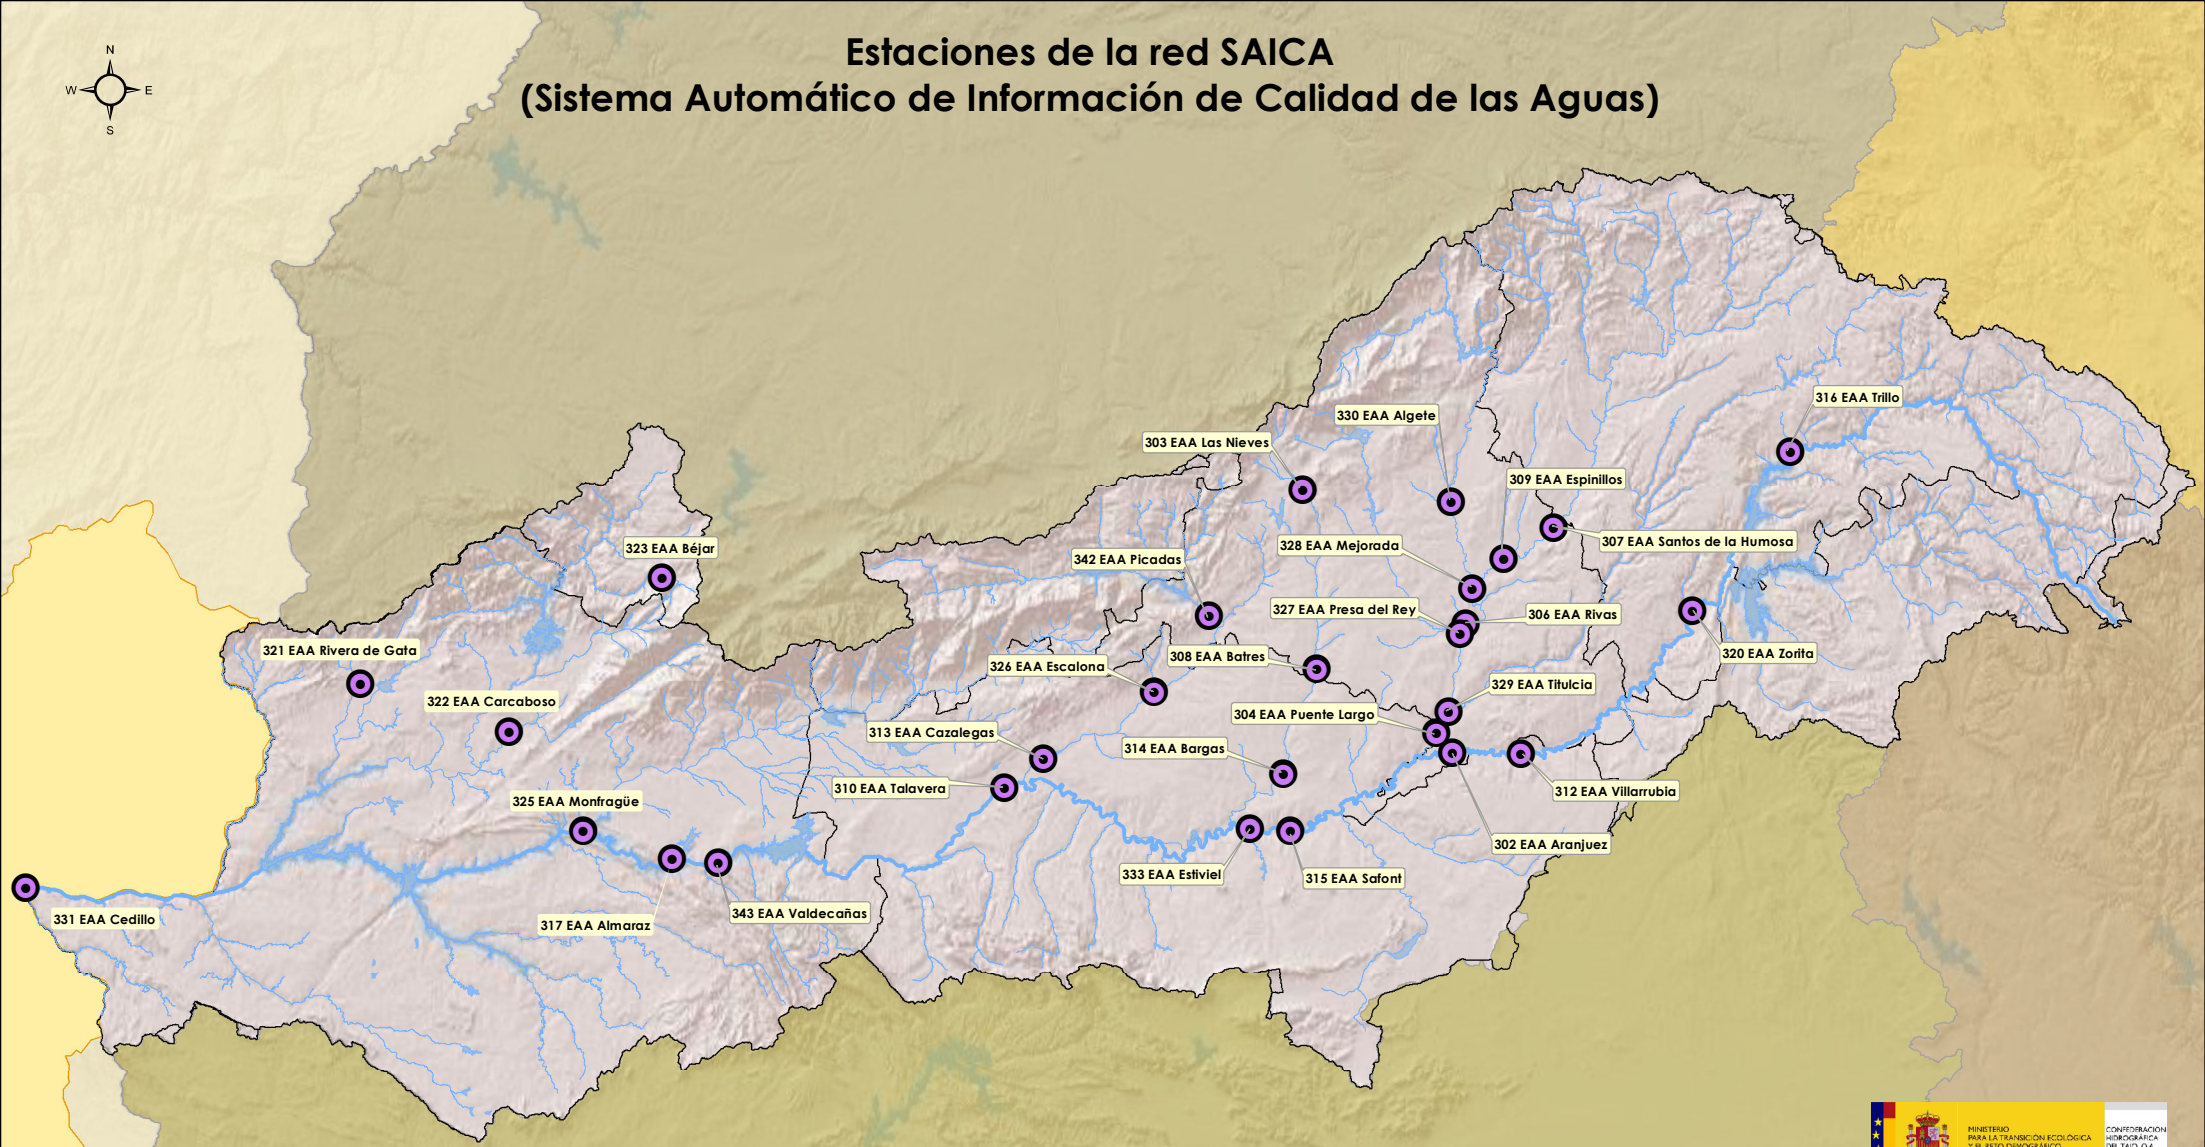 Estaciones de la red SAICA
(Sistema Automático de Información de Calidad de las Aguas)
N
W
E
S
316 EAA Trillo
330 EAA Algete
303 EAA Las Nieves
309 EAA Espinillos
307 EAA Santos de la Humosa
328 EAA Mejorada
323 EAA Béjar
342 EAA Picadas
327 EAA Presa del Rey
306 EAA Rivas
321 EAA Rivera de Gata
320 EAA Zorita
308 EAA Batres
326 EAA Escalona
329 EAA Titulcia
322 EAA Carcaboso
304 EAA Puente Largo
313 EAA Cazalegas
314 EAA Bargas
310 EAA Talavera
312 EAA Villarrubia
325 EAA Monfragüe
302 EAA Aranjuez
333 EAA Estiviel
315 EAA Safont
343 EAA Valdecañas
331 EAA Cedillo
317 EAA Almaraz
MINISTERIO
PARA LA TRANSICIÓN ECOLÓGICA
Y EL RETO DEMOGRÁFICO
CONFEDERACIÓN
HIDROGRÁFICA
DEL TAJO, O.A.